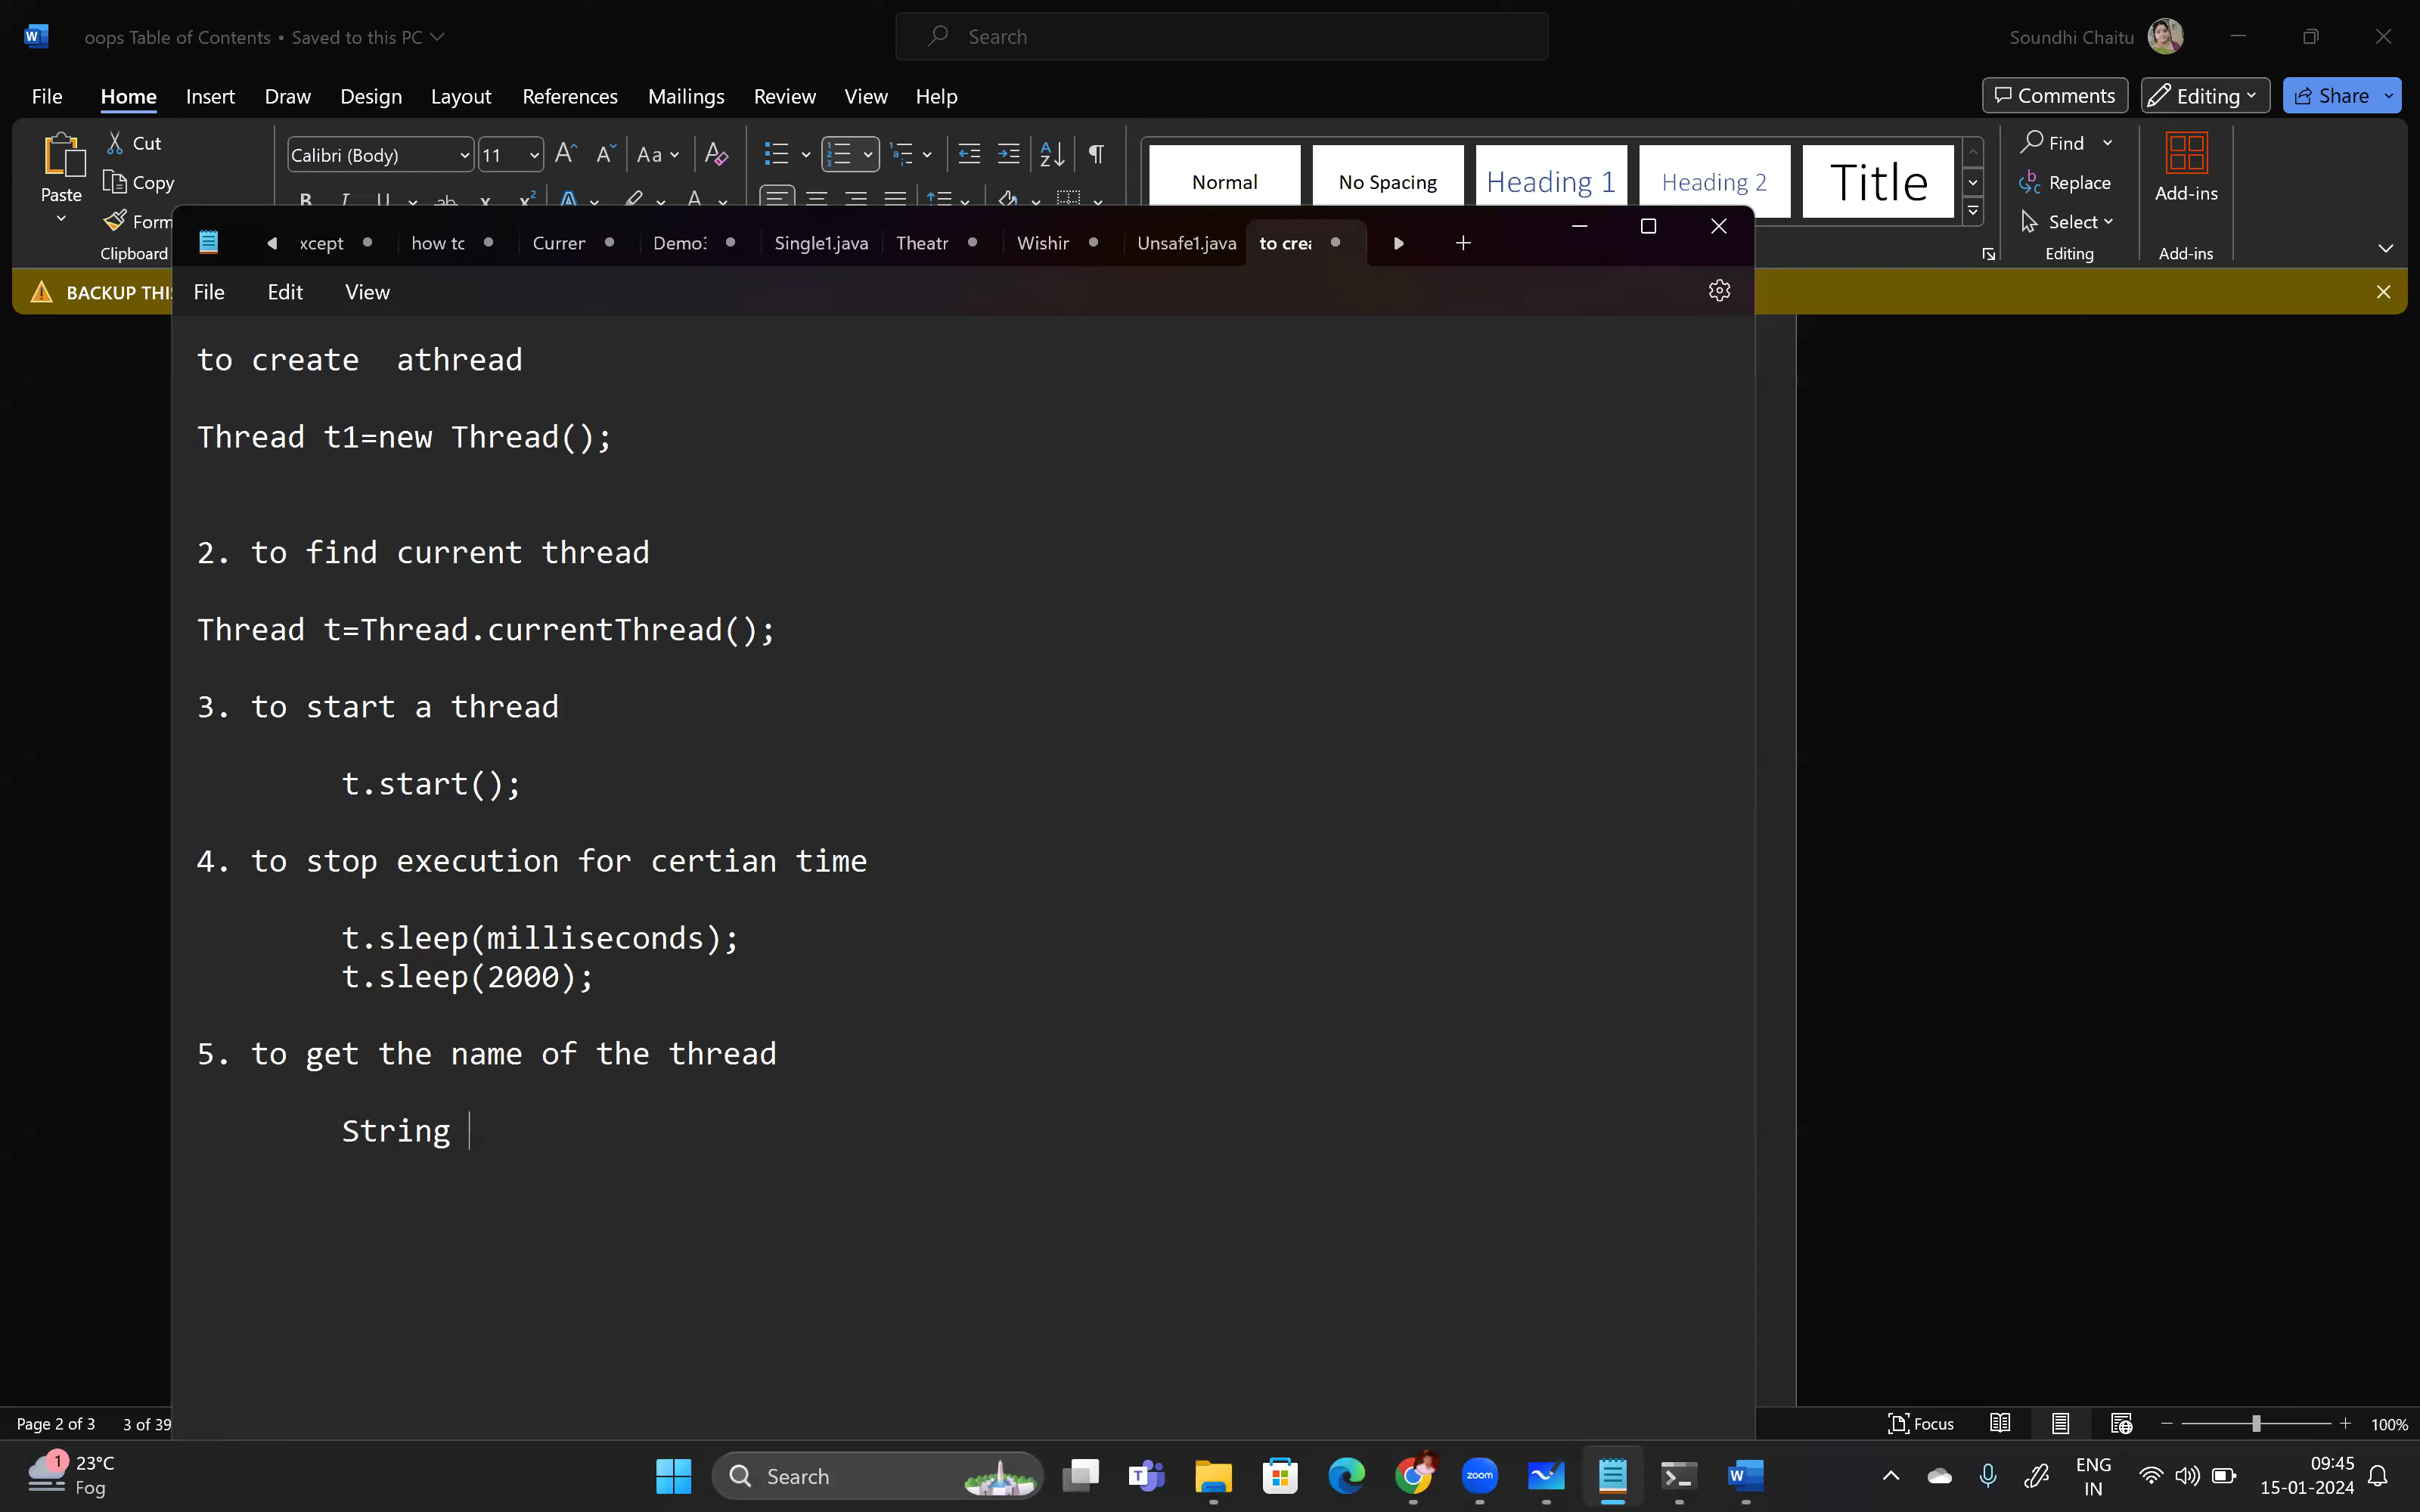 oops Table of Contents • Saved to this PC
Search
Soundhi Chaitu
File Home Insert Draw Design Layout References Mailings Review View Help
Comments Editing Share
Paste
Cut
Copy
Form
Clipboard
Calibri (Body) 11
Normal
No Spacing
Heading 1
Heading 2
Title
Find
Replace
Select
Editing
Add-ins
Add-ins
BACKUP THI
xcept how to Currer Single1.java Theatr Wishir Unsafe1.java to crea
File Edit View
to create  athread
Thread t1=new Thread();
2. to find current thread
Thread t=Thread.currentThread();
3. to start a thread
t.start();
4. to stop execution for certian time
t.sleep(milliseconds);
t.sleep(2000);
5. to get the name of the thread
String
Page 2 of 3 3 of 39
Focus
100%
1
23°C
Fog
Search
zoom
ENG
IN
09:45
15-01-2024